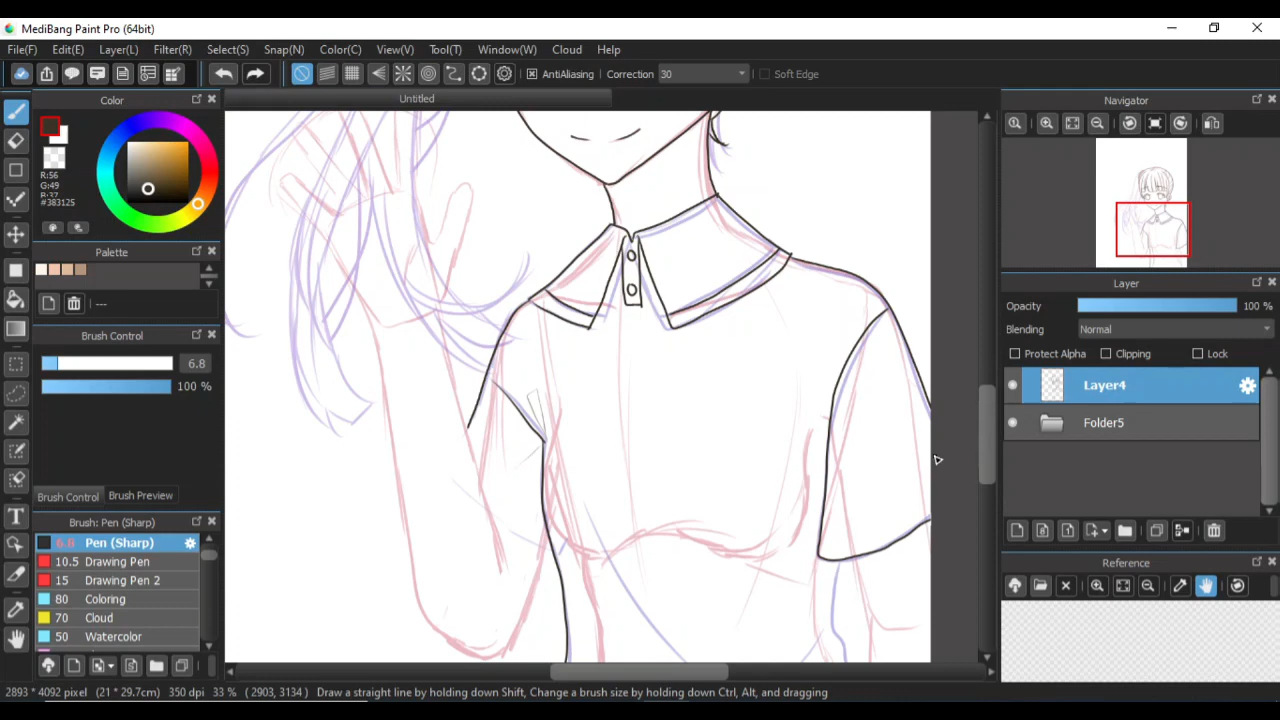 MediBang Paint Pro (64bit)
File(F) Edit(E) Layer(L) Filter(R) Select(S) Snap(N) Color(C) View(V) Tool(T) Window(W) Cloud Help
AntiAliasing Correction 30 Soft Edge
Color
Untitled
Navigator
R:56
G:49
B:37
#383125
Palette
---
Layer
Opacity 100 %
Blending Normal
Protect Alpha Clipping Lock
Brush Control
6.8
100 %
Layer4
Folder5
Brush Control Brush Preview
Brush: Pen (Sharp)
6.8 Pen (Sharp)
10.5 Drawing Pen
15 Drawing Pen 2
80 Coloring
70 Cloud
50 Watercolor
Reference
2893 * 4092 pixel (21 * 29.7cm) 350 dpi 33 % ( 2903, 3134 ) Draw a straight line by holding down Shift, Change a brush size by holding down Ctrl, Alt, and dragging